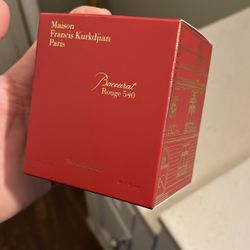 Maison
Francis Kurkdjian
Paris
Baccarat
Rouge 540